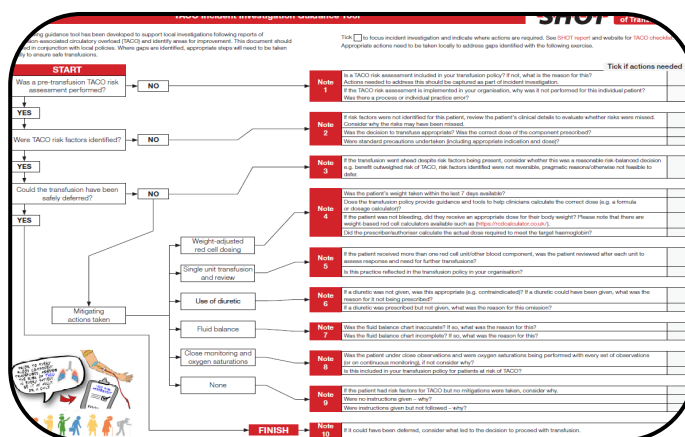 TACO Incident Investigation Guidance Tool
SHOT
of Trans
ing guidance tool has been developed to support local investigations following reports of
ion-associated circulatory overload (TACO) and identify areas for improvement. This document should
ed in conjunction with local policies. Where gaps are identified, appropriate steps will need to be taken
y to ensure safe transfusions.
Tick to focus incident investigation and indicate where actions are required. See SHOT report and website for TACO checklis
Appropriate actions need to be taken locally to address gaps identified with the following exercise.
Tick if actions needed
START
Was a pre-transfusion TACO risk
assessment performed?
NO
YES
Were TACO risk factors identified?
NO
YES
Could the transfusion have been
safely deferred?
NO
YES
Mitigating
actions taken
Weight-adjusted
red cell dosing
Single unit transfusion
and review
Use of diuretic
Fluid balance
Close monitoring and
oxygen saturations
None
FINISH
Note
1
Is a TACO risk assessment included in your transfusion policy? If not, what is the reason for this?
Actions needed to address this should be captured as part of incident investigation.
If the TACO risk assessment is implemented in your organisation, why was it not performed for this individual patient?
Was there a process or individual practice error?
Note
2
If risk factors were not identified for this patient, review the patient's clinical details to evaluate whether risks were missed.
Consider why the risks may have been missed.
Was the decision to transfuse appropriate? Was the correct dose of the component prescribed?
Were standard precautions undertaken (including appropriate indication and dose)?
Note
3
If the transfusion went ahead despite risk factors being present, consider whether this was a reasonable risk-balanced decision
e.g. benefit outweighed risk of TACO, risk factors identified were not reversible, pragmatic reasons/otherwise not feasible to
defer.
Note
4
Was the patient's weight taken within the last 7 days available?
Does the transfusion policy provide guidance and tools to help clinicians calculate the correct dose (e.g. a formula
or dosage calculator)?
If the patient was not bleeding, did they receive an appropriate dose for their body weight? Please note that there are
weight-based red cell calculators available such as (https://rcdcalculator.co.uk/).
Did the prescriber/authoriser calculate the actual dose required to meet the target haemoglobin?
Note
5
If the patient received more than one red cell unit/other blood component, was the patient reviewed after each unit to
assess response and need for further transfusions?
Is this practice reflected in the transfusion policy in your organisation?
Note
6
If a diuretic was not given, was this appropriate (e.g. contraindicated)? If a diuretic could have been given, what was the
reason for it not being prescribed?
If a diuretic was prescribed but not given, what was the reason for this omission?
Note
7
Was the fluid balance chart inaccurate? If so, what was the reason for this?
Was the fluid balance chart incomplete? If so, what was the reason for this?
Note
8
Was the patient under close observations and were oxygen saturations being performed with every set of observations
(or on continuous monitoring), if not consider why?
Is this included in your transfusion policy for patients at risk of TACO?
Note
9
If the patient had risk factors for TACO but no mitigations were taken, consider why.
Were no instructions given – why?
Were instructions given but not followed – why?
Note
10
If it could have been deferred, consider what led to the decision to proceed with transfusion.